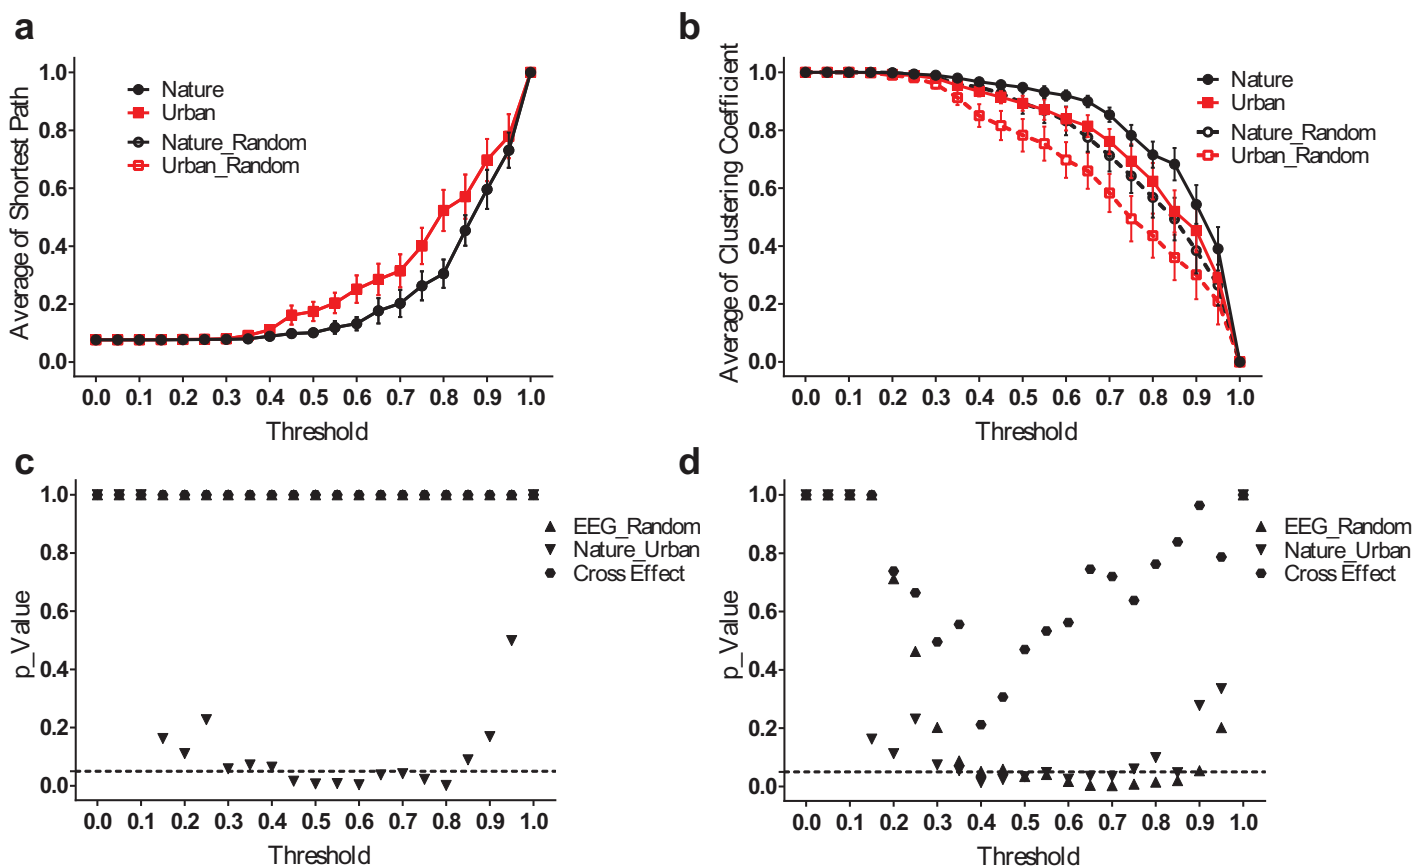 a
Average of Shortest Path
1.0
0.8
0.6
0.4
0.2
0.0
Nature
Urban
Nature_Random
Urban_Random
0.0 0.1 0.2 0.3 0.4 0.5 0.6 0.7 0.8 0.9 1.0
Threshold
b
Average of Clustering Coefficient
1.0
0.8
0.6
0.4
0.2
0.0
Nature
Urban
Nature_Random
Urban_Random
0.0 0.1 0.2 0.3 0.4 0.5 0.6 0.7 0.8 0.9 1.0
Threshold
c
p_Value
1.0
0.8
0.6
0.4
0.2
0.0
EEG_Random
Nature_Urban
Cross Effect
0.0 0.1 0.2 0.3 0.4 0.5 0.6 0.7 0.8 0.9 1.0
Threshold
d
p_Value
1.0
0.8
0.6
0.4
0.2
0.0
EEG_Random
Nature_Urban
Cross Effect
0.0 0.1 0.2 0.3 0.4 0.5 0.6 0.7 0.8 0.9 1.0
Threshold